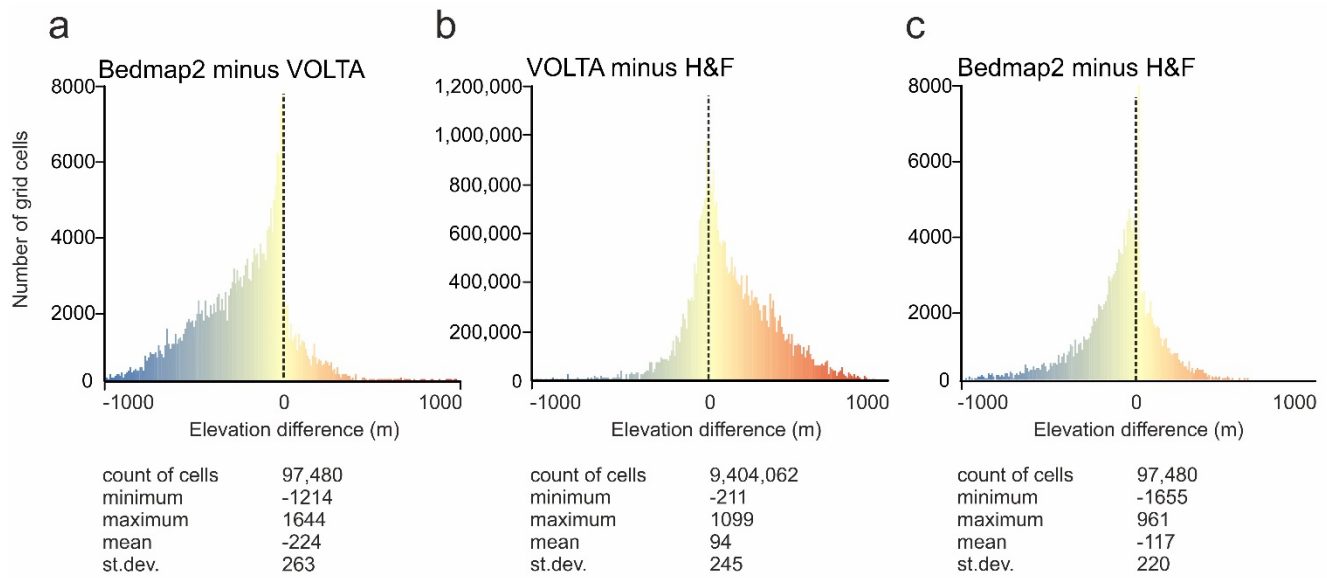 a
Bedmap2 minus VOLTA
Number of grid cells
8000
6000
4000
2000
0
-1000 0 1000
Elevation difference (m)
count of cells 97,480
minimum -1214
maximum 1644
mean -224
st.dev. 263
b
VOLTA minus H&F
1,200,000
1,000,000
800,000
600,000
400,000
200,000
0
-1000 0 1000
Elevation difference (m)
count of cells 9,404,062
minimum -211
maximum 1099
mean 94
st.dev. 245
c
Bedmap2 minus H&F
8000
6000
4000
2000
0
-1000 0 1000
Elevation difference (m)
count of cells 97,480
minimum -1655
maximum 961
mean -117
st.dev. 220